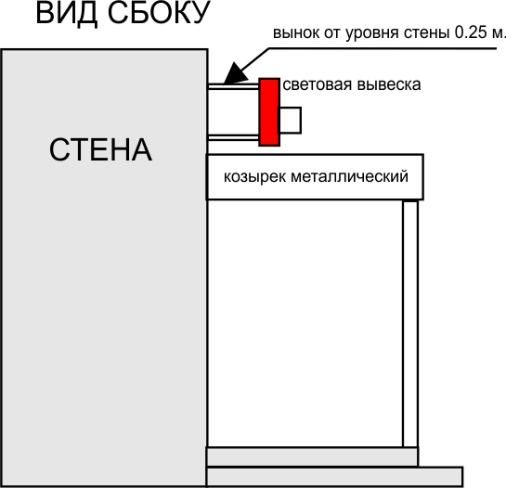 ВИД СБОКУ
вынок от уровня стены 0.25 м.
световая вывеска
СТЕНА
козырек металлический